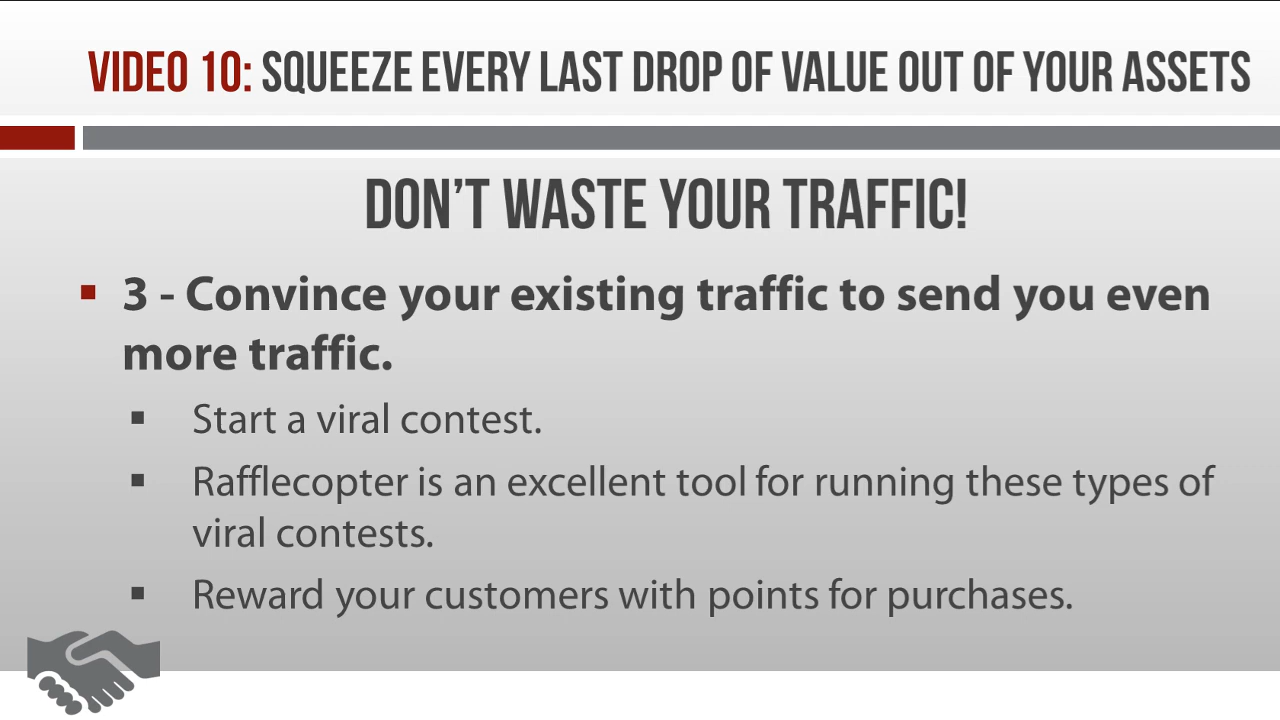 VIDEO 10: SQUEEZE EVERY LAST DROP OF VALUE OUT OF YOUR ASSETS
DON’T WASTE YOUR TRAFFIC!
▪ 3 - Convince your existing traffic to send you even
more traffic.
▪ Start a viral contest.
▪ Rafflecopter is an excellent tool for running these types of
viral contests.
▪ Reward your customers with points for purchases.